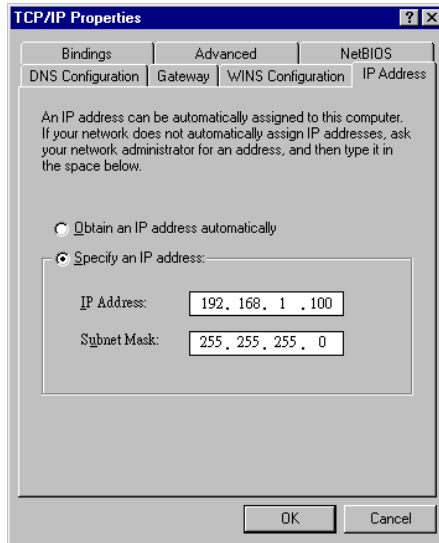 TCP/IP Properties
Bindings Advanced NetBIOS
DNS Configuration Gateway WINS Configuration IP Address
An IP address can be automatically assigned to this computer.
If your network does not automatically assign IP addresses, ask
your network administrator for an address, and then type it in
the space below.
Obtain an IP address automatically
Specify an IP address:
IP Address: 192. 168. 1 .100
Subnet Mask: 255. 255. 255. 0
OK Cancel